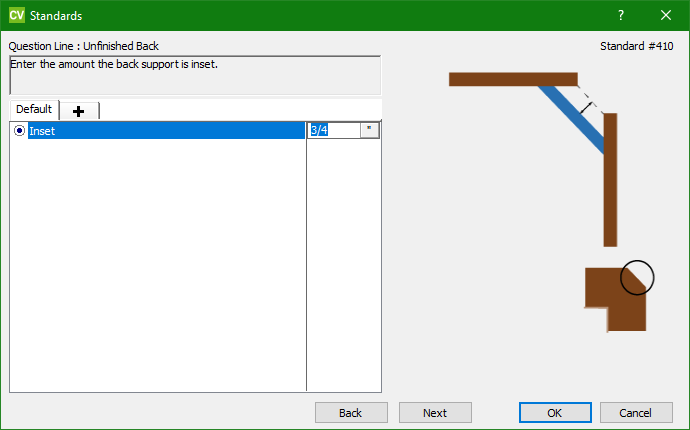 CV Standards ?
Question Line : Unfinished Back Standard #410
Enter the amount the back support is inset.
Default
Inset 3/4 "
Back Next OK Cancel